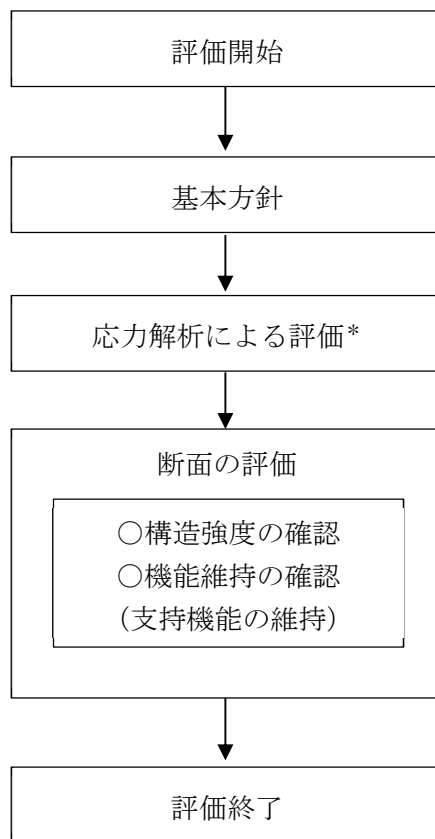 評価開始
基本方針
応力解析による評価*
断面の評価
○構造強度の確認
○機能維持の確認
(支持機能の維持)
評価終了